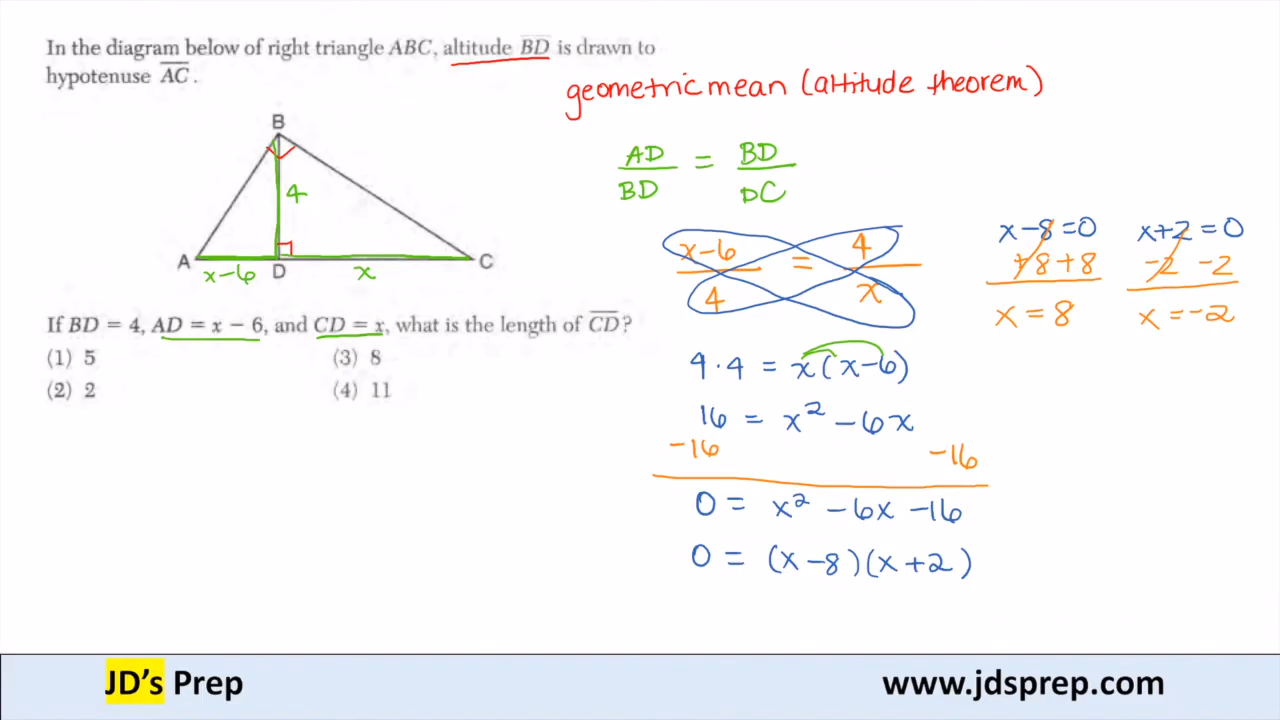 In the diagram below of right triangle ABC, altitude BD is drawn to
hypotenuse AC.
geometric mean (altitude theorem)
B
4
A
x-6
D
x
C
AD/BD = BD/DC
x-6/4 = 4/x
4·4 = x(x-6)
16 = x² - 6x
-16 -16
0 = x² - 6x - 16
0 = (x-8)(x+2)
x-8=0
+8 +8
x = 8
x+2=0
-2 -2
x = -2
If BD = 4, AD = x − 6, and CD = x, what is the length of CD?
(1) 5 (3) 8
(2) 2 (4) 11
JD's Prep
www.jdsprep.com